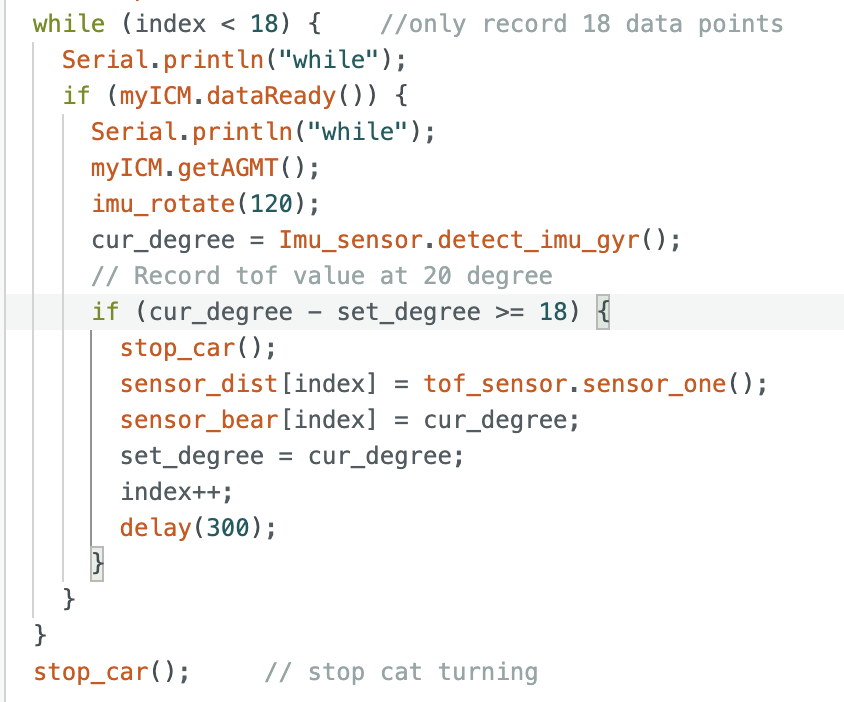 while (index < 18) {    //only record 18 data points
  Serial.println("while");
  if (myICM.dataReady()) {
    Serial.println("while");
    myICM.getAGMT();
    imu_rotate(120);
    cur_degree = Imu_sensor.detect_imu_gyr();
    // Record tof value at 20 degree
    if (cur_degree - set_degree >= 18) {
      stop_car();
      sensor_dist[index] = tof_sensor.sensor_one();
      sensor_bear[index] = cur_degree;
      set_degree = cur_degree;
      index++;
      delay(300);
    }
  }
}
stop_car();     // stop cat turning